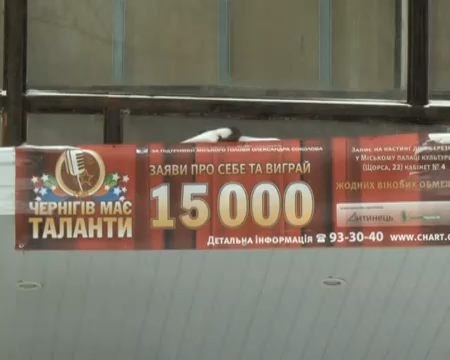 ЗА ПІДТРИМКИ МІСЬКОГО ГОЛОВИ ОЛЕКСАНДРА СОКОЛОВА
ЧЕРНІГІВ МАЄ
ТАЛАНТИ
ЗАЯВИ ПРО СЕБЕ ТА ВИГРАЙ
15 000
ДЕТАЛЬНА ІНФОРМАЦІЯ ☎ 93-30-40 WWW.CHART.
ЗАПИС НА КАСТИНГ ДО
У МІСЬКОМУ ПАЛАЦІ КУЛЬТУРИ
(ЩОРСА, 23) КАБІНЕТ № 4
ЖОДНИХ ВІКОВИХ ОБМЕ
Дитинець